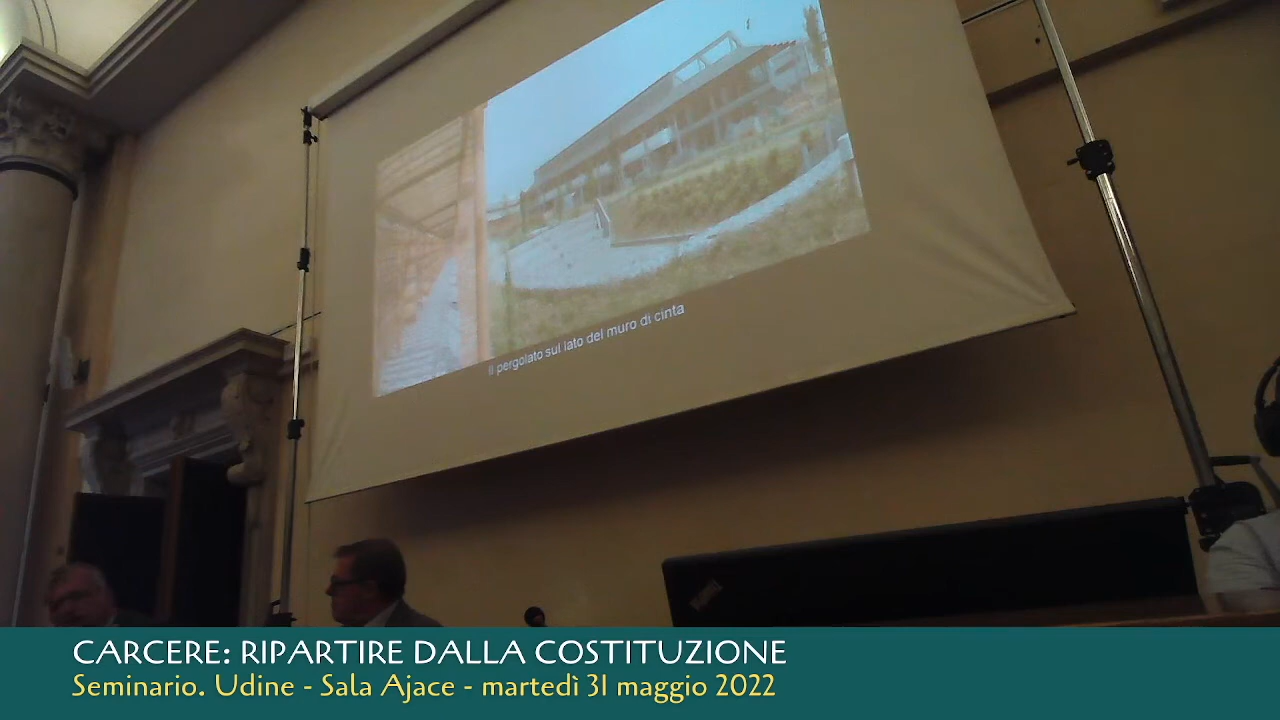 Il pergolato sul lato del muro di cinta
CARCERE: RIPARTIRE DALLA COSTITUZIONE
Seminario. Udine - Sala Ajace - martedì 31 maggio 2022